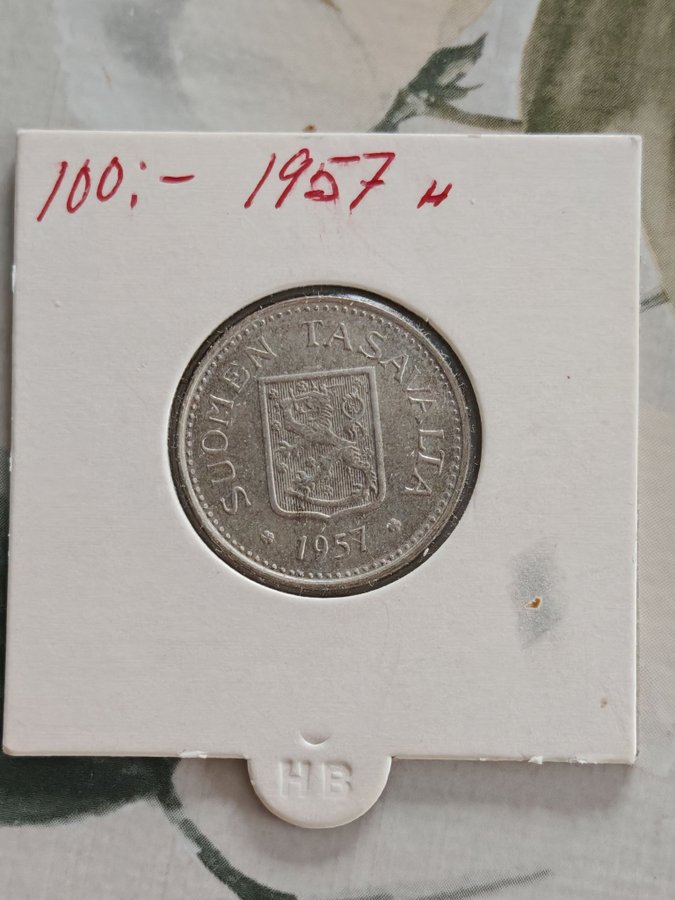 100:- 1957 H
SUOMEN TASAVALTA
1957
HB